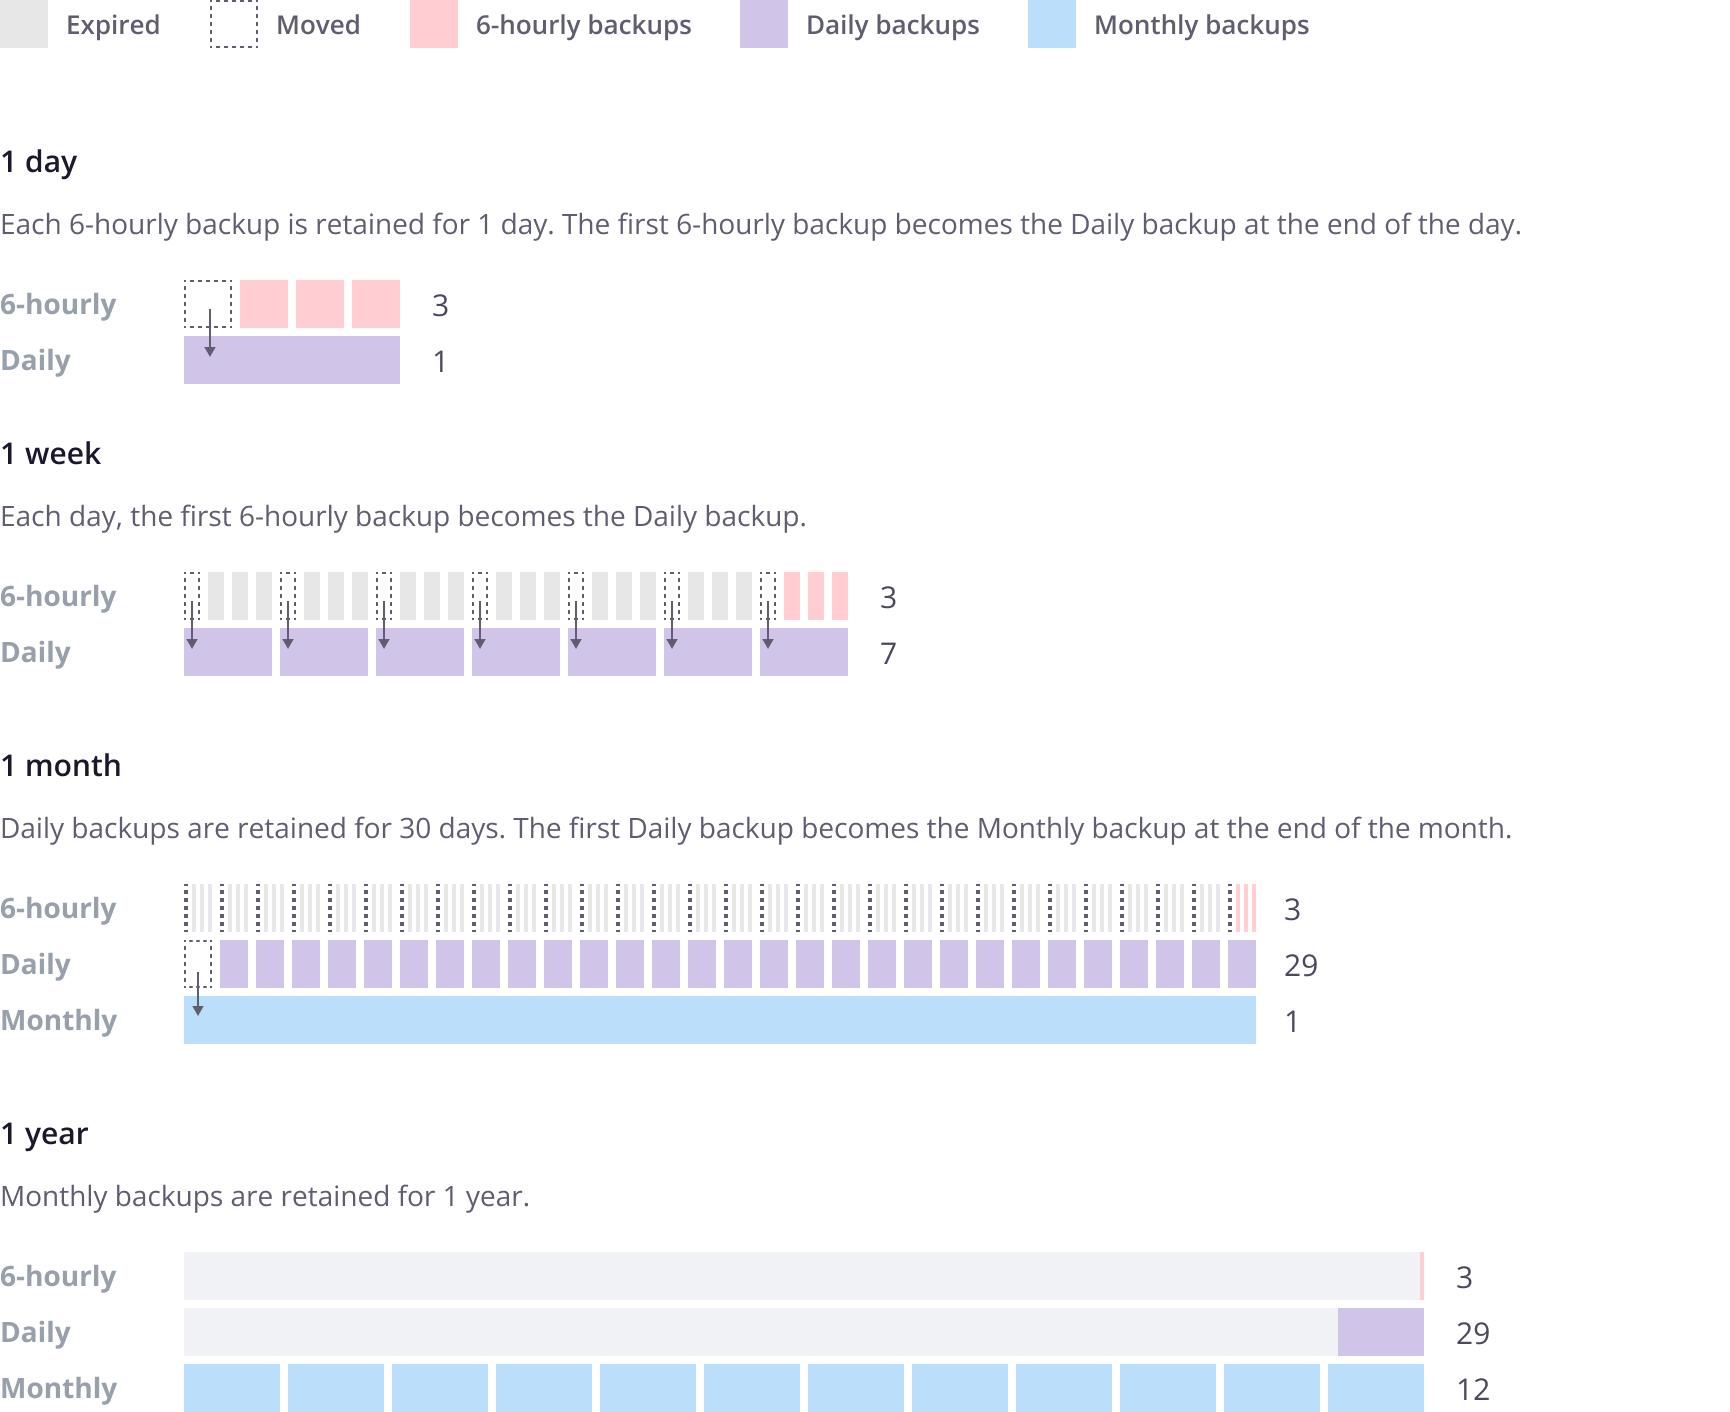 Expired Moved 6-hourly backups Daily backups Monthly backups
1 day
Each 6-hourly backup is retained for 1 day. The first 6-hourly backup becomes the Daily backup at the end of the day.
6-hourly 3
Daily 1
1 week
Each day, the first 6-hourly backup becomes the Daily backup.
6-hourly 3
Daily 7
1 month
Daily backups are retained for 30 days. The first Daily backup becomes the Monthly backup at the end of the month.
6-hourly 3
Daily 29
Monthly 1
1 year
Monthly backups are retained for 1 year.
6-hourly 3
Daily 29
Monthly 12